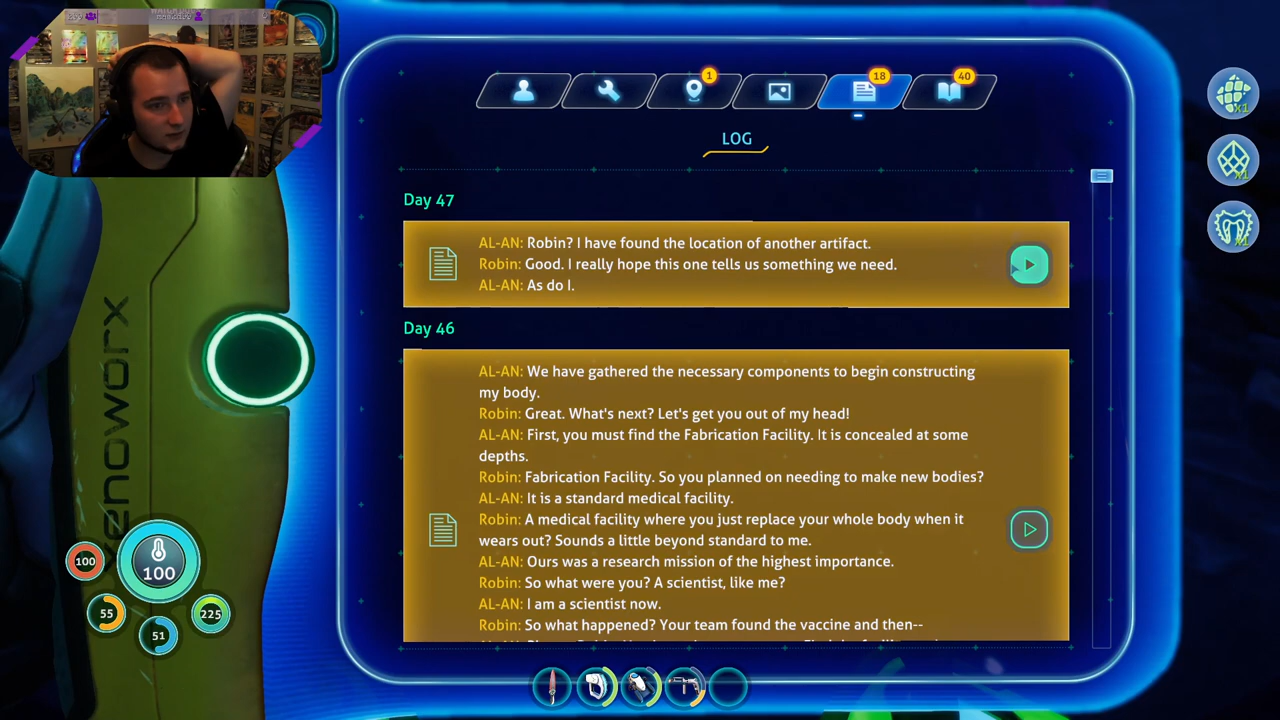 1
18
40
LOG
x1
x1
x1
Day 47
AL-AN: Robin? I have found the location of another artifact.
Robin: Good. I really hope this one tells us something we need.
AL-AN: As do I.
Day 46
AL-AN: We have gathered the necessary components to begin constructing
my body.
Robin: Great. What's next? Let's get you out of my head!
AL-AN: First, you must find the Fabrication Facility. It is concealed at some
depths.
Robin: Fabrication Facility. So you planned on needing to make new bodies?
AL-AN: It is a standard medical facility.
Robin: A medical facility where you just replace your whole body when it
wears out? Sounds a little beyond standard to me.
AL-AN: Ours was a research mission of the highest importance.
Robin: So what were you? A scientist, like me?
AL-AN: I am a scientist now.
Robin: So what happened? Your team found the vaccine and then--
enoworx
100
100
55
225
51